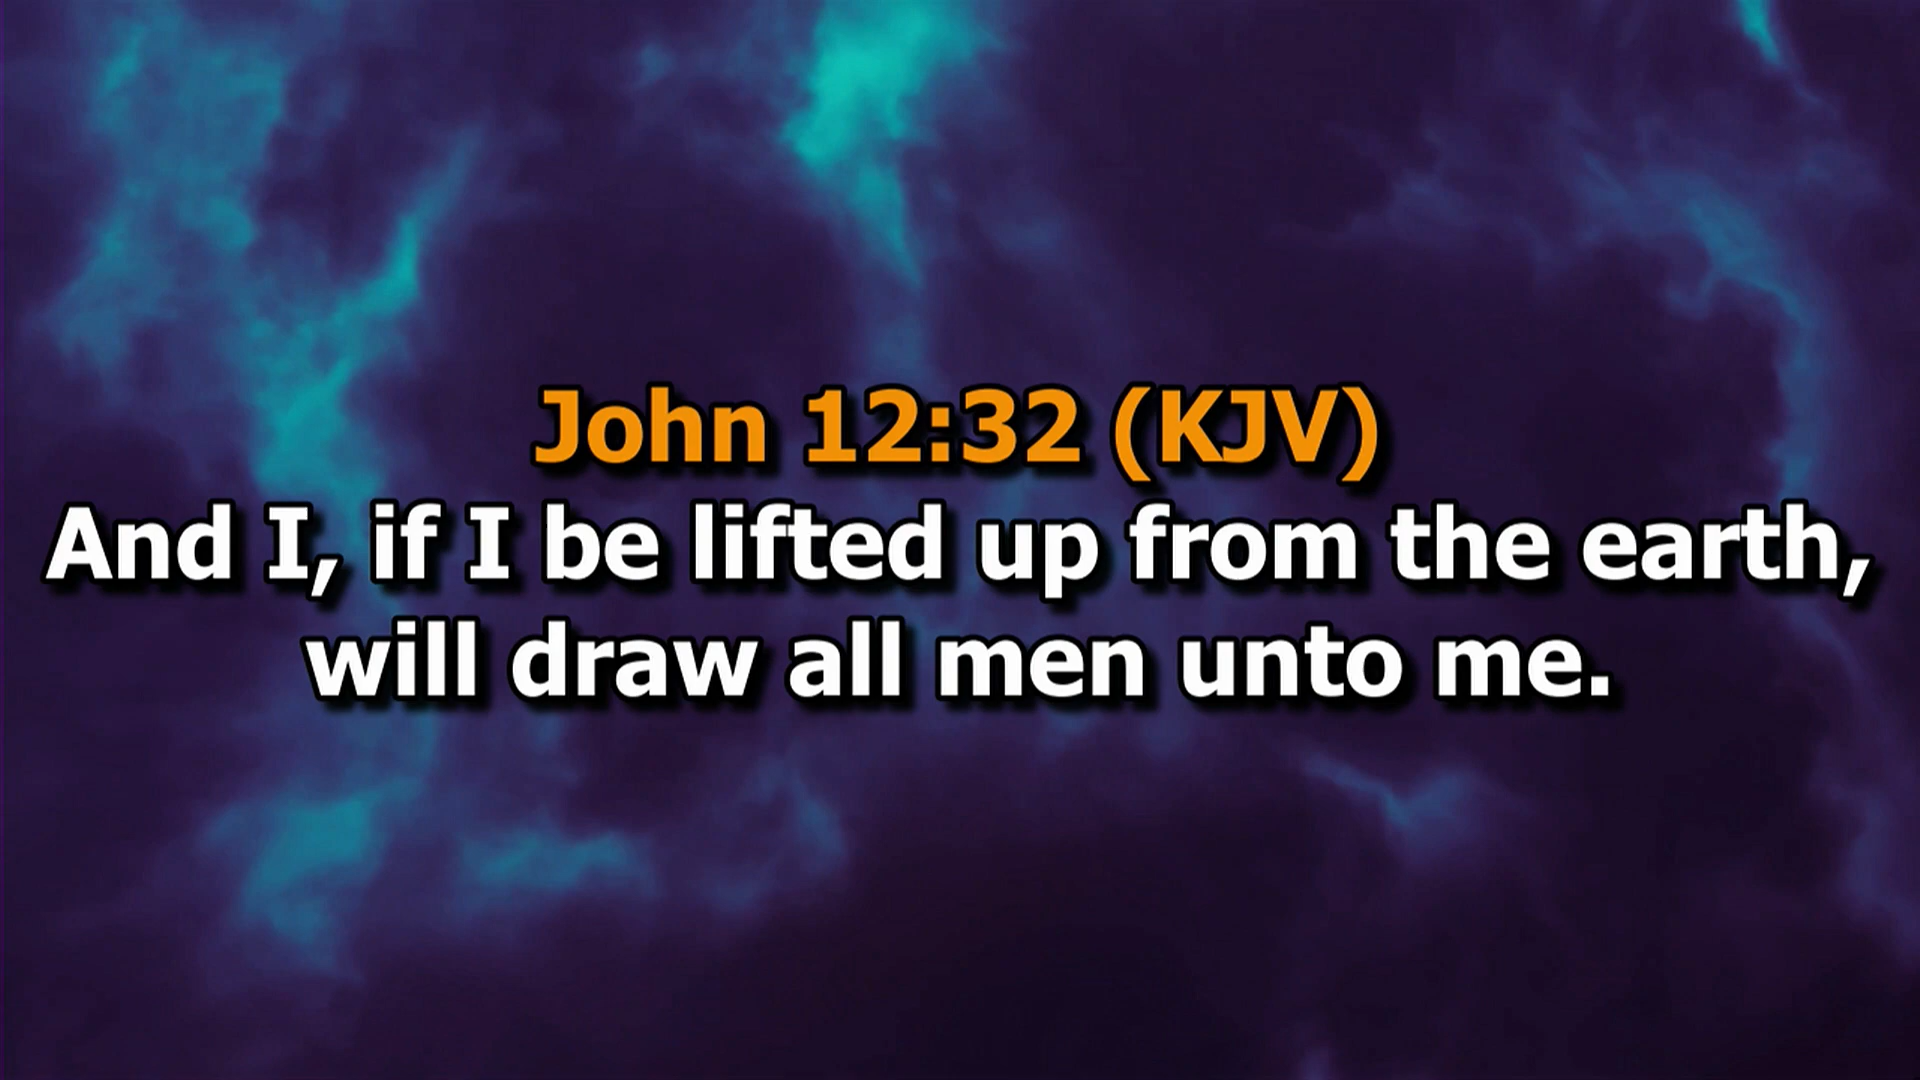 John 12:32 (KJV)
And I, if I be lifted up from the earth,
will draw all men unto me.